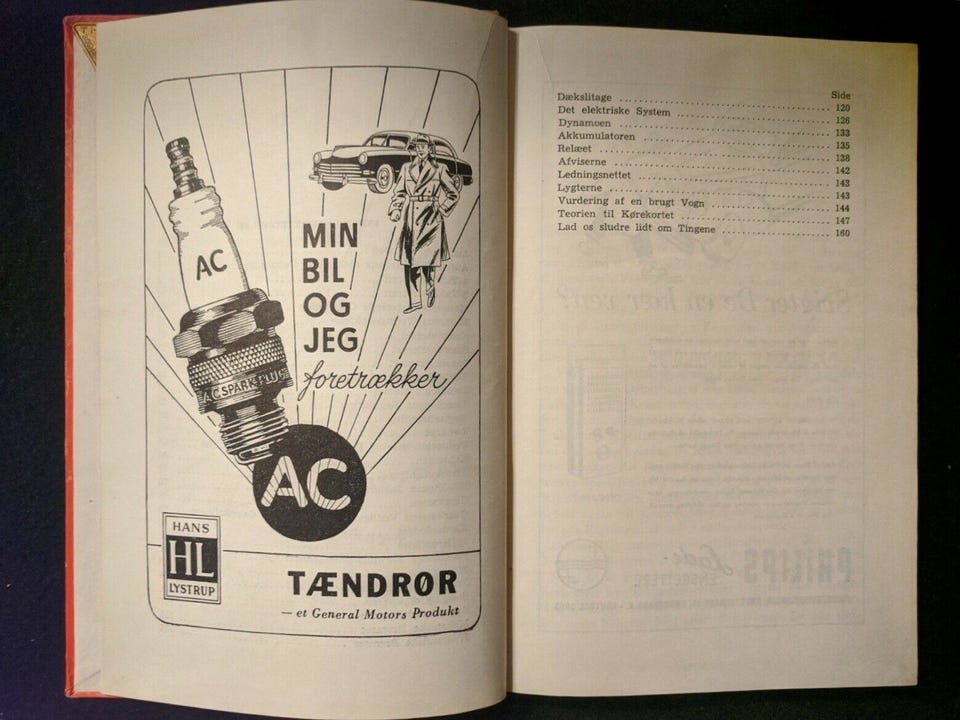 AC
AC SPARK PLUG
MIN
BIL
OG
JEG
foretrækker
AC
HANS
HL
LYSTRUP
TÆNDRØR
— et General Motors Produkt
Side
Dækslitage 120
Det elektriske System 126
Dynamoen 133
Akkumulatoren 135
Relæet 138
Afviserne 142
Ledningsnettet 143
Lygterne 143
Vurdering af en brugt Vogn 144
Teorien til Kørekortet 147
Lad os sludre lidt om Tingene 160
PHILIPS